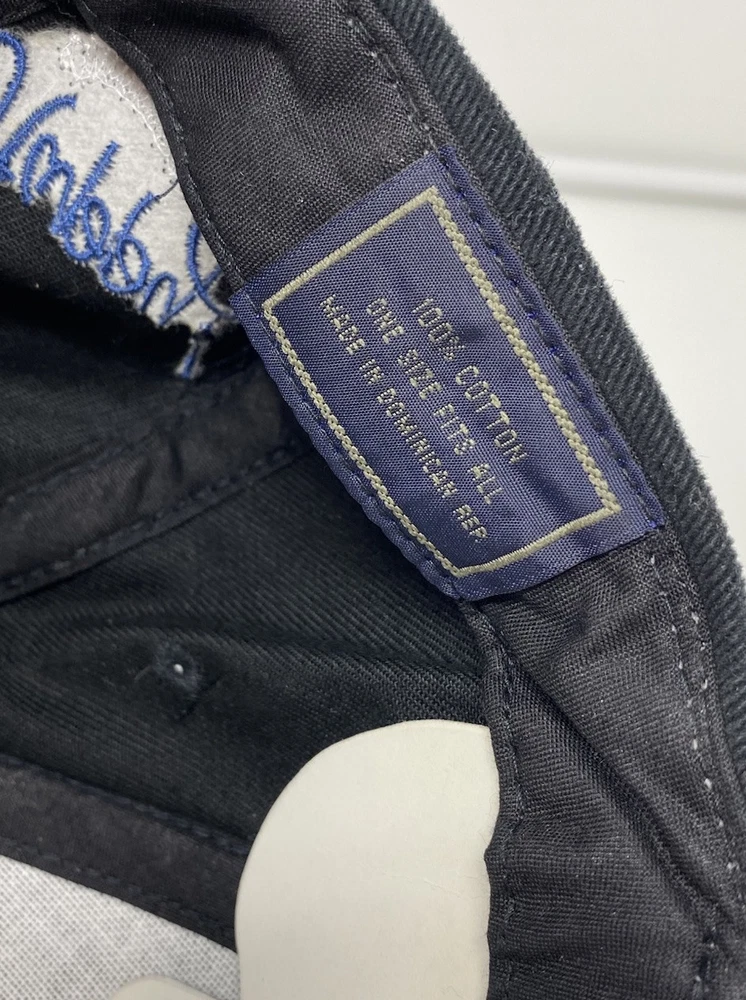 100% COTTON
ONE SIZE FITS ALL
MADE IN DOMINICAN REP